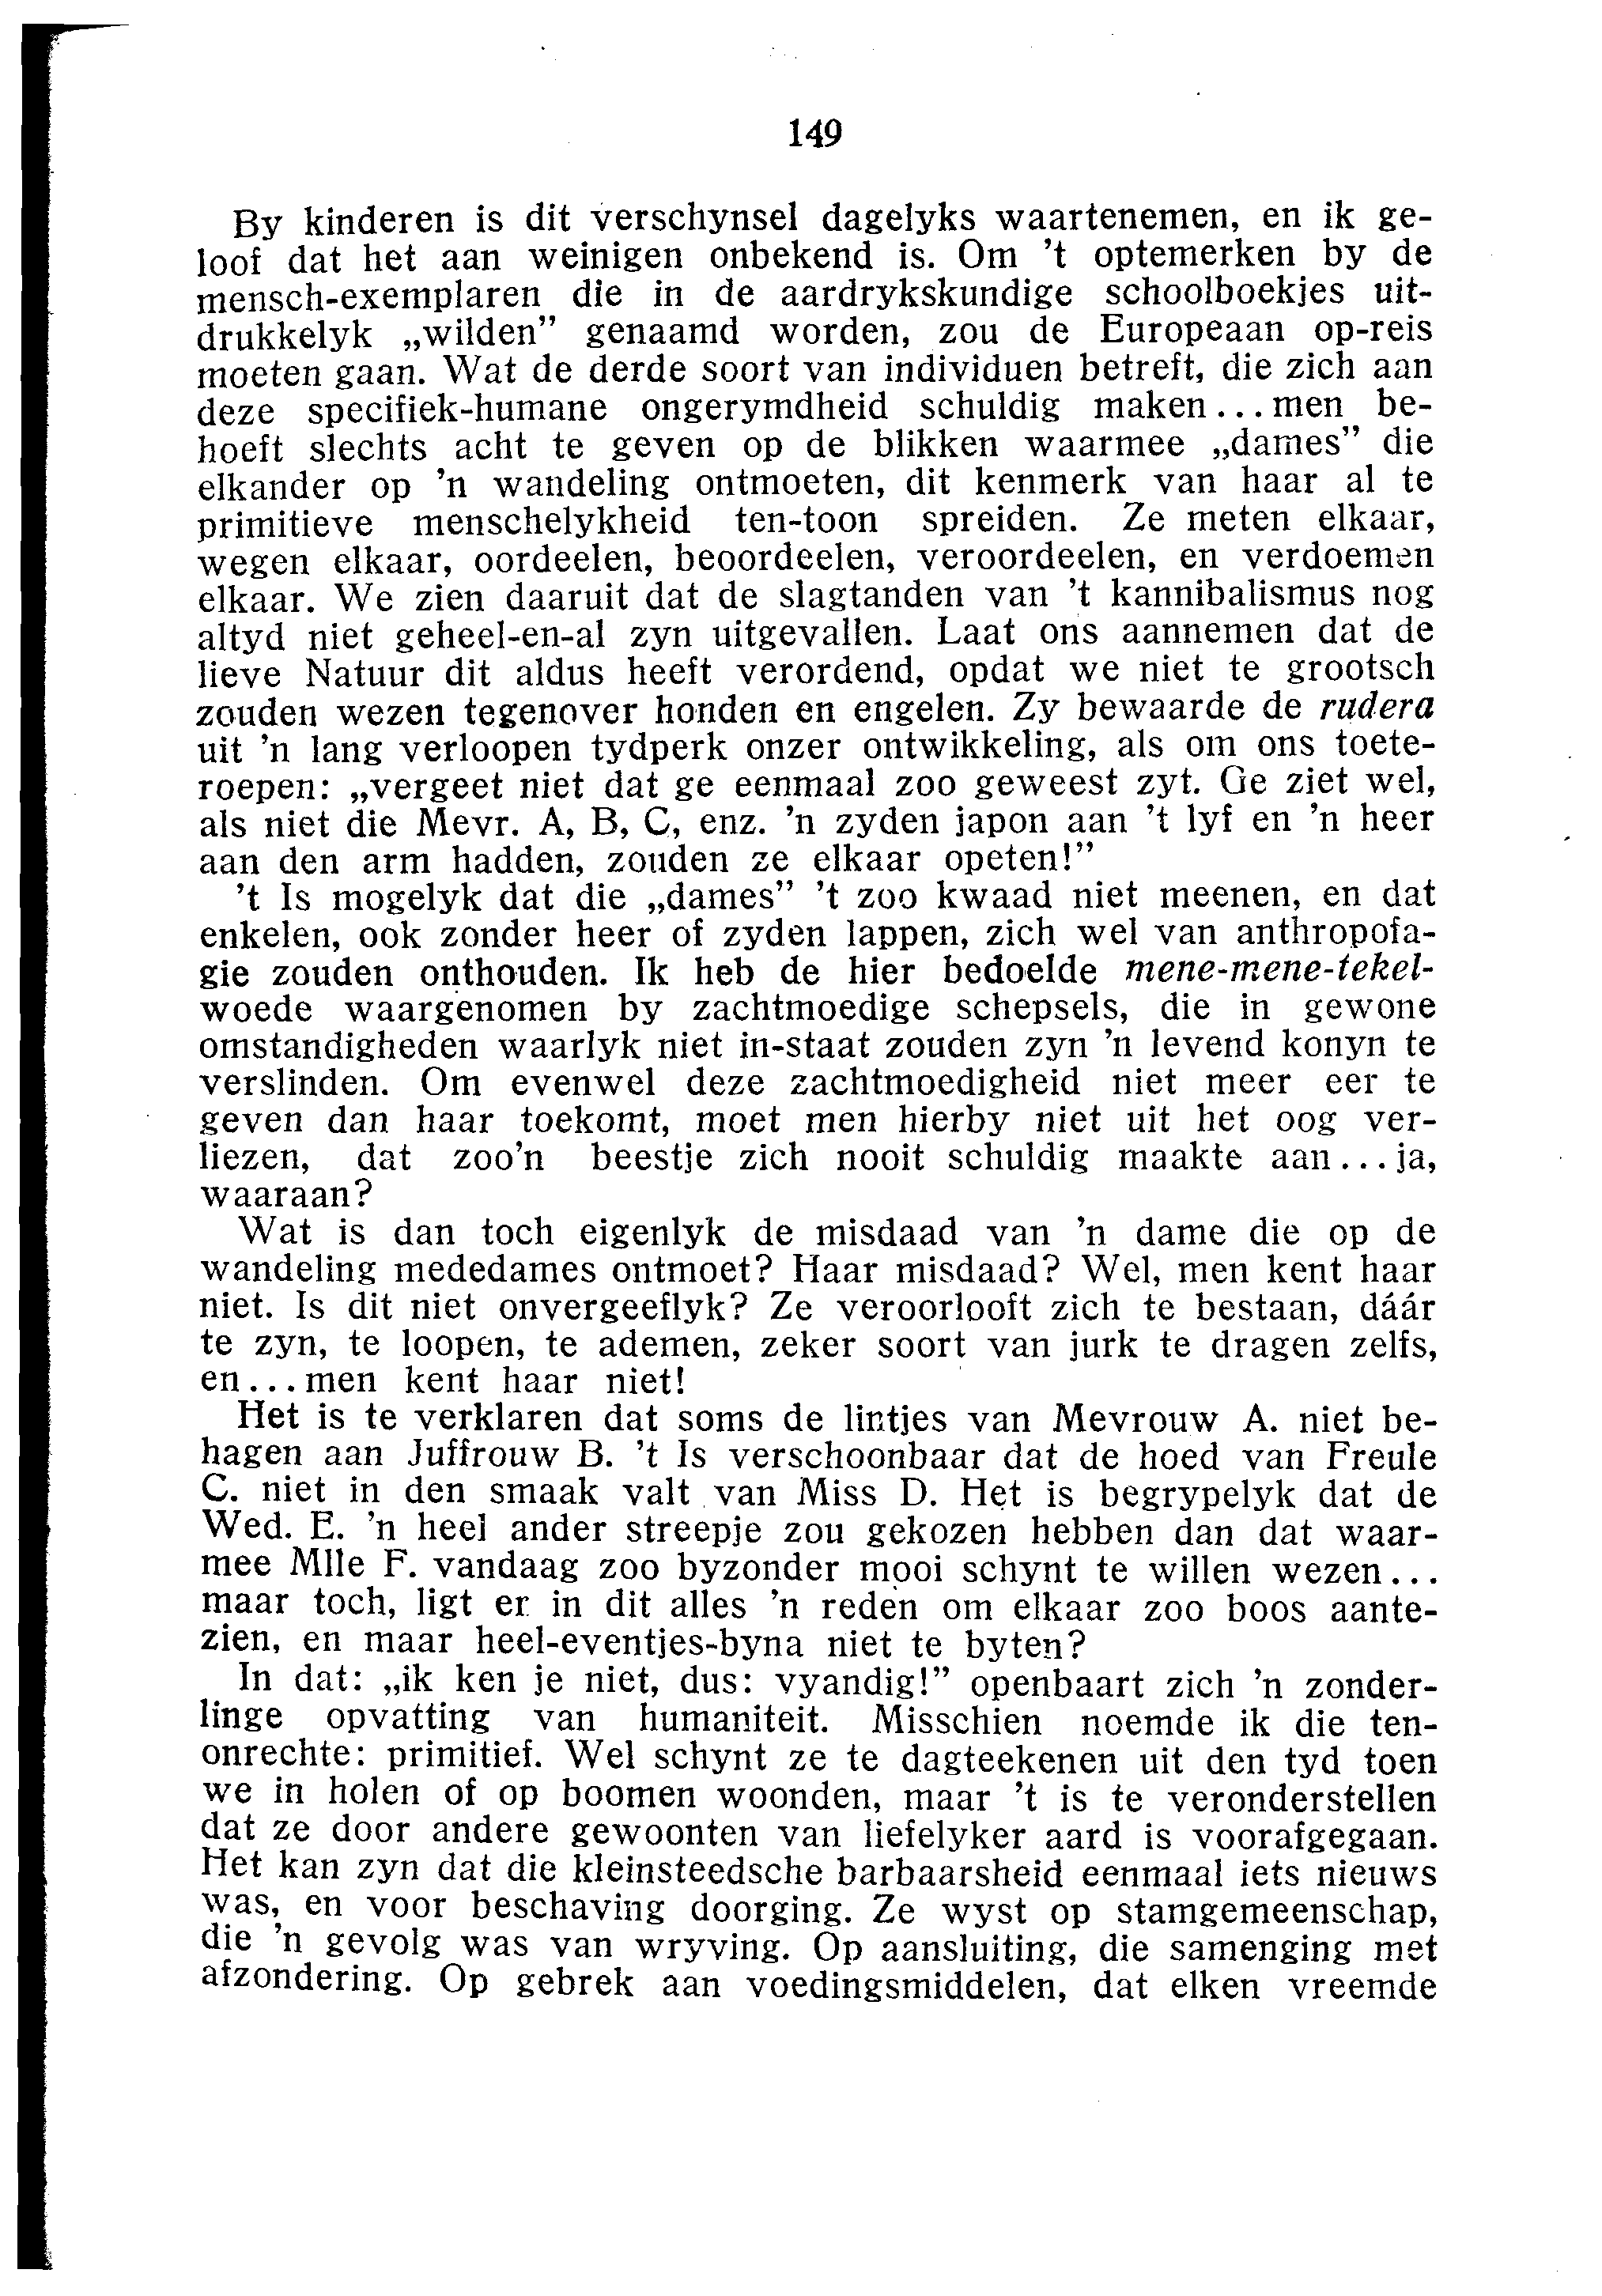 149
By kinderen is dit verschynsel dagelyks waartenemen, en ik ge-
loof dat het aan weinigen onbekend is. Om 't optemerken by de
mensch-exemplaren die in de aardrykskundige schoolboekjes uit-
drukkelyk „wilden” genaamd worden, zou de Europeaan op-reis
moeten gaan. Wat de derde soort van individuen betreft, die zich aan
deze specifiek-humane ongerymdheid schuldig maken... men be-
hoeft slechts acht te geven op de blikken waarmee „dames” die
elkander op 'n wandeling ontmoeten, dit kenmerk van haar al te
primitieve menschelykheid ten-toon spreiden. Ze meten elkaar,
wegen elkaar, oordeelen, beoordeelen, veroordeelen, en verdoemen
elkaar. We zien daaruit dat de slagtanden van 't kannibalismus nog
altyd niet geheel-en-al zyn uitgevallen. Laat ons aannemen dat de
lieve Natuur dit aldus heeft verordend, opdat we niet te grootsch
zouden wezen tegenover honden en engelen. Zy bewaarde de rudera
uit 'n lang verloopen tydperk onzer ontwikkeling, als om ons toete-
roepen: „vergeet niet dat ge eenmaal zoo geweest zyt. Ge ziet wel,
als niet die Mevr. A, B, C, enz. 'n zyden japon aan 't lyf en 'n heer
aan den arm hadden, zouden ze elkaar opeten!”
't Is mogelyk dat die „dames” 't zoo kwaad niet meenen, en dat
enkelen, ook zonder heer of zyden lappen, zich wel van anthropofa-
gie zouden onthouden. Ik heb de hier bedoelde mene-mene-tekel-
woede waargenomen by zachtmoedige schepsels, die in gewone
omstandigheden waarlyk niet in-staat zouden zyn 'n levend konyn te
verslinden. Om evenwel deze zachtmoedigheid niet meer eer te
geven dan haar toekomt, moet men hierby niet uit het oog ver-
liezen, dat zoo'n beestje zich nooit schuldig maakte aan... ja,
waaraan?
Wat is dan toch eigenlyk de misdaad van 'n dame die op de
wandeling mededames ontmoet? Haar misdaad? Wel, men kent haar
niet. Is dit niet onvergeeflyk? Ze veroorlooft zich te bestaan, dáár
te zyn, te loopen, te ademen, zeker soort van jurk te dragen zelfs,
en... men kent haar niet!
Het is te verklaren dat soms de lintjes van Mevrouw A. niet be-
hagen aan Juffrouw B. 't Is verschoonbaar dat de hoed van Freule
C. niet in den smaak valt van Miss D. Het is begrypelyk dat de
Wed. E. 'n heel ander streepje zou gekozen hebben dan dat waar-
mee Mlle F. vandaag zoo byzonder mooi schynt te willen wezen...
maar toch, ligt er in dit alles 'n reden om elkaar zoo boos aante-
zien, en maar heel-eventjes-byna niet te byten?
In dat: „ik ken je niet, dus: vyandig!” openbaart zich 'n zonder-
linge opvatting van humaniteit. Misschien noemde ik die ten-
onrechte: primitief. Wel schynt ze te dagteekenen uit den tyd toen
we in holen of op boomen woonden, maar 't is te veronderstellen
dat ze door andere gewoonten van liefelyker aard is voorafgegaan.
Het kan zyn dat die kleinsteedsche barbaarsheid eenmaal iets nieuws
was, en voor beschaving doorging. Ze wyst op stamgemeenschap,
die 'n gevolg was van wryving. Op aansluiting, die samenging met
afzondering. Op gebrek aan voedingsmiddelen, dat elken vreemde